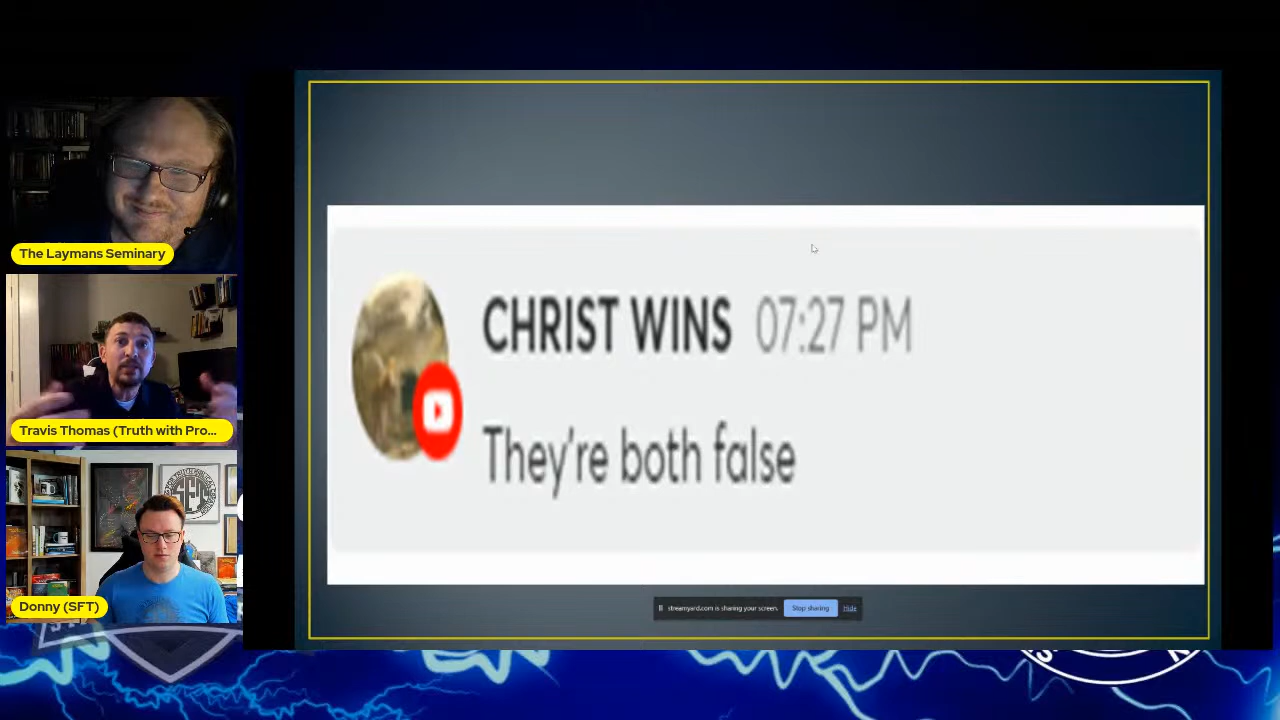 The Laymans Seminary
Travis Thomas (Truth with Pro...
Donny (SFT)
CHRIST WINS 07:27 PM
They're both false
streamyard.com is sharing your screen.
Stop sharing
Hide
SFT